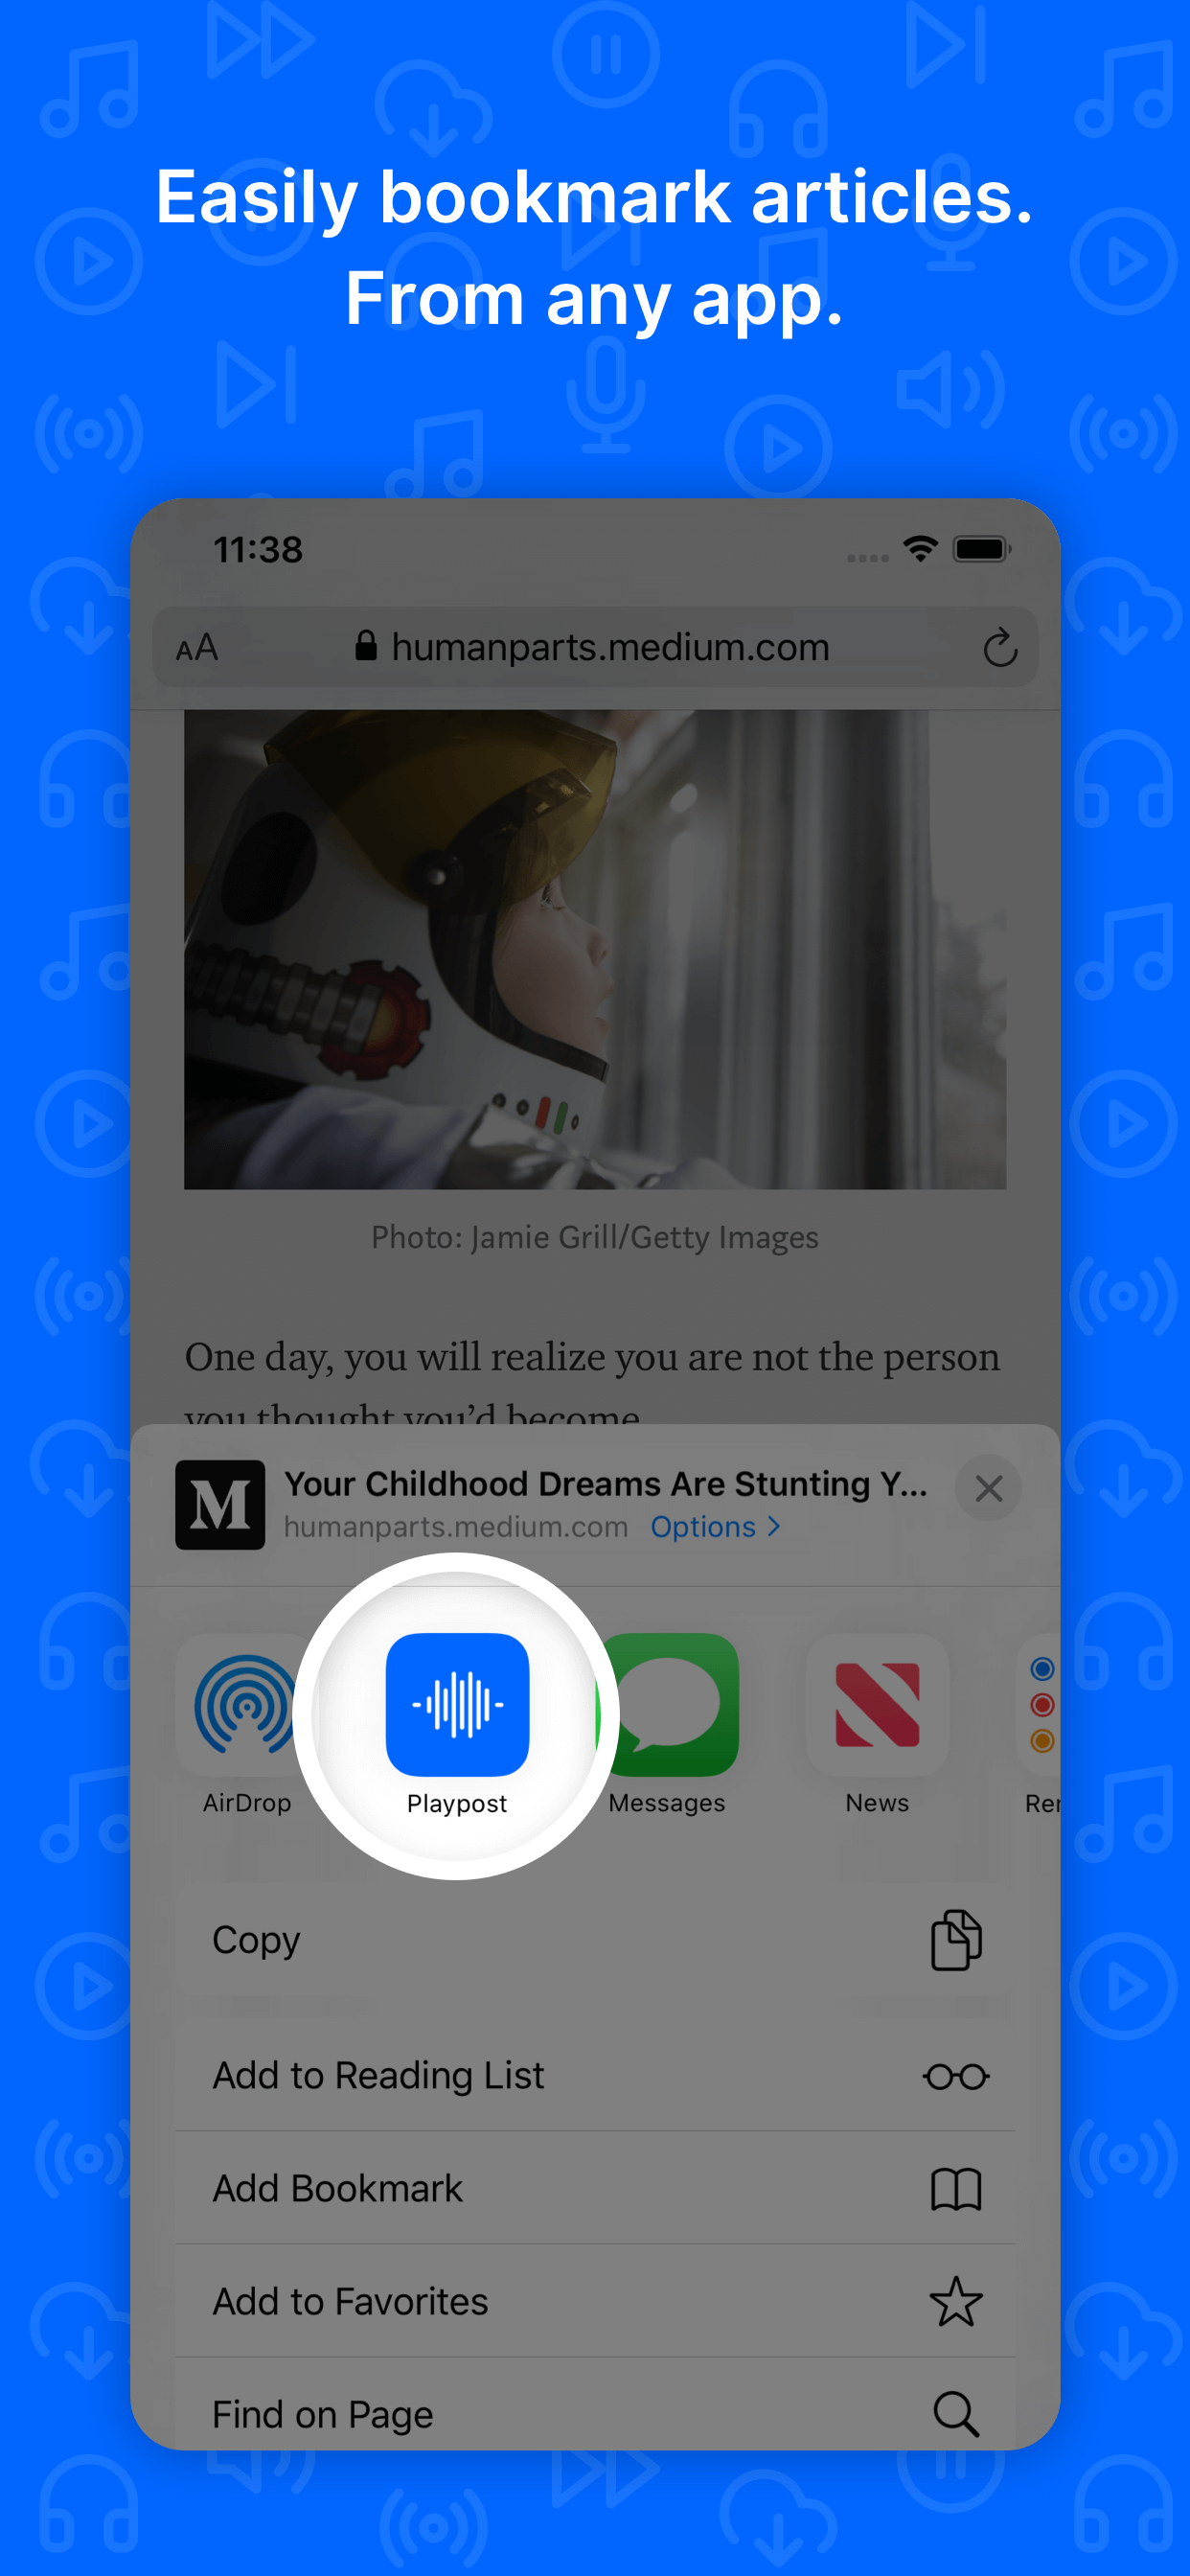 Easily bookmark articles.
From any app.
11:38
AA humanparts.medium.com
Photo: Jamie Grill/Getty Images
One day, you will realize you are not the person
you thought you’d become
M
Your Childhood Dreams Are Stunting Y...
humanparts.medium.com Options >
AirDrop Playpost Messages News
Copy
Add to Reading List
Add Bookmark
Add to Favorites
Find on Page